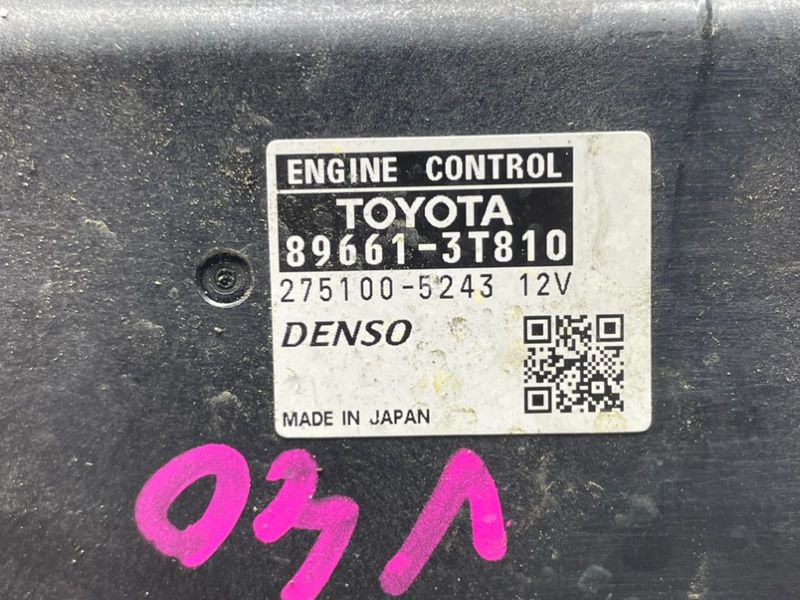 ENGINE CONTROL
TOYOTA
89661-3T810
275100-5243 12V
DENSO
MADE IN JAPAN